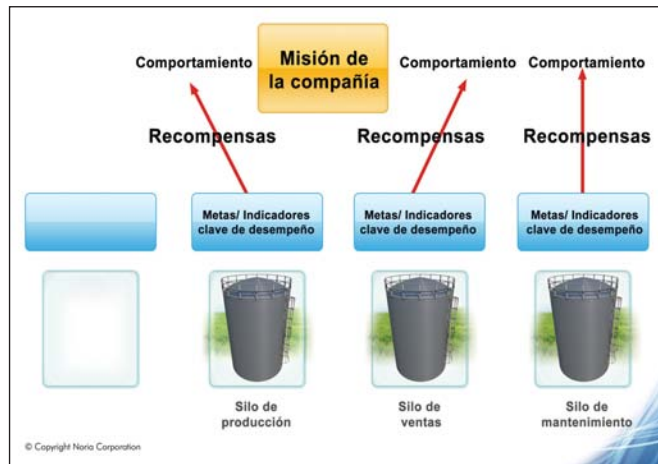 Misión de
la compañía
Comportamiento
Comportamiento
Comportamiento
Recompensas
Recompensas
Recompensas
Metas/ Indicadores
clave de desempeño
Metas/ Indicadores
clave de desempeño
Metas/ Indicadores
clave de desempeño
Silo de
producción
Silo de
ventas
Silo de
mantenimiento
© Copyright Noria Corporation